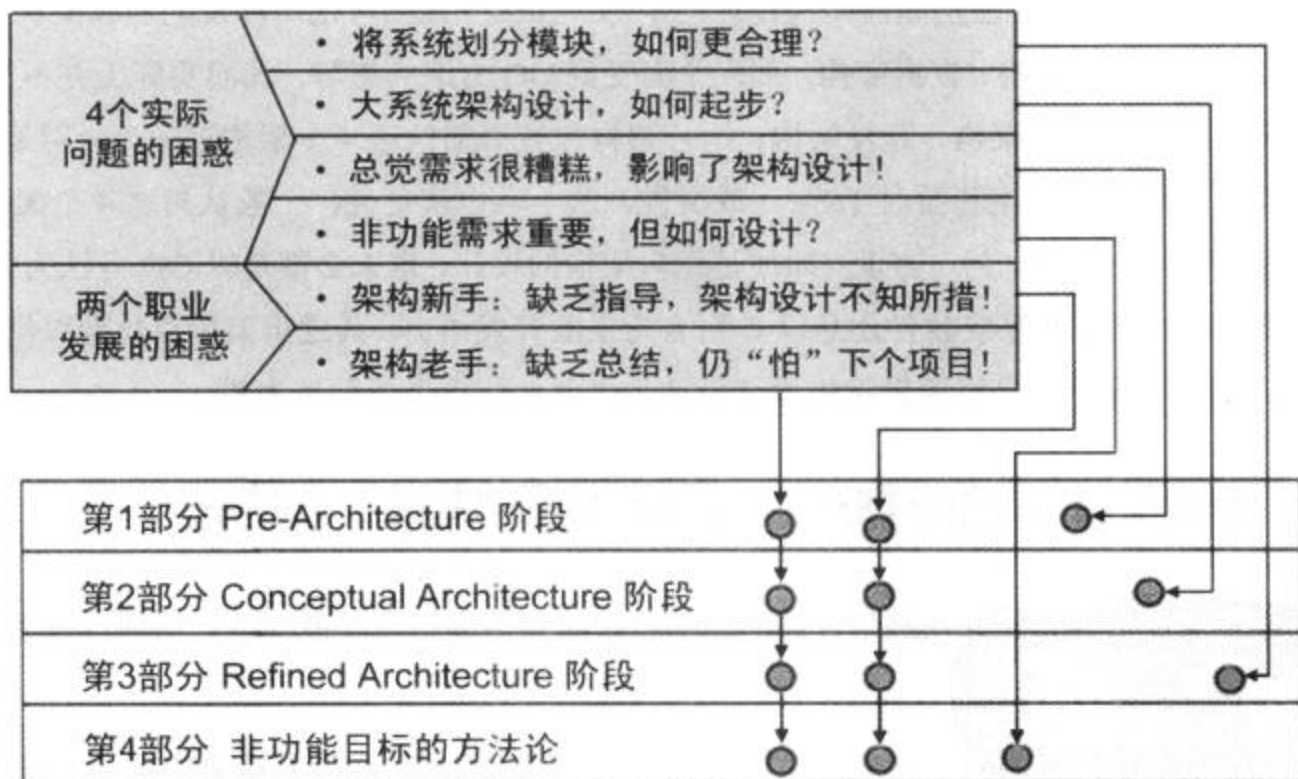 4个实际
问题的困惑
• 将系统划分模块，如何更合理？
• 大系统架构设计，如何起步？
• 总觉需求很糟糕，影响了架构设计！
• 非功能需求重要，但如何设计？
两个职业
发展的困惑
• 架构新手：缺乏指导，架构设计不知所措！
• 架构老手：缺乏总结，仍“怕”下个项目！
第1部分 Pre-Architecture 阶段
第2部分 Conceptual Architecture 阶段
第3部分 Refined Architecture 阶段
第4部分 非功能目标的方法论